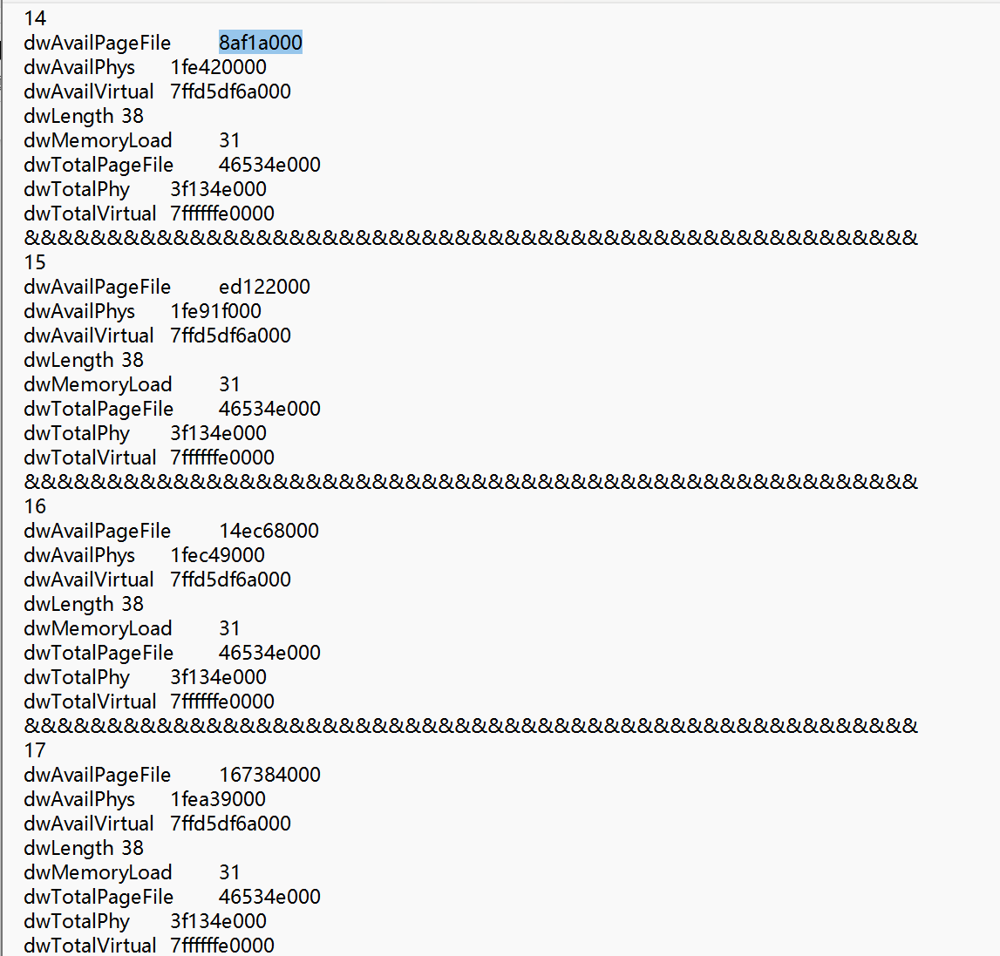 14
dwAvailPageFile 8af1a000
dwAvailPhys 1fe420000
dwAvailVirtual 7ffd5df6a000
dwLength 38
dwMemoryLoad 31
dwTotalPageFile 46534e000
dwTotalPhy 3f134e000
dwTotalVirtual 7ffffffe0000
&&&&&&&&&&&&&&&&&&&&&&&&&&&&&&&&&&&&&&&&&&&&&&&&&&&&&&
15
dwAvailPageFile ed122000
dwAvailPhys 1fe91f000
dwAvailVirtual 7ffd5df6a000
dwLength 38
dwMemoryLoad 31
dwTotalPageFile 46534e000
dwTotalPhy 3f134e000
dwTotalVirtual 7ffffffe0000
&&&&&&&&&&&&&&&&&&&&&&&&&&&&&&&&&&&&&&&&&&&&&&&&&&&&&&
16
dwAvailPageFile 14ec68000
dwAvailPhys 1fec49000
dwAvailVirtual 7ffd5df6a000
dwLength 38
dwMemoryLoad 31
dwTotalPageFile 46534e000
dwTotalPhy 3f134e000
dwTotalVirtual 7ffffffe0000
&&&&&&&&&&&&&&&&&&&&&&&&&&&&&&&&&&&&&&&&&&&&&&&&&&&&&&
17
dwAvailPageFile 167384000
dwAvailPhys 1fea39000
dwAvailVirtual 7ffd5df6a000
dwLength 38
dwMemoryLoad 31
dwTotalPageFile 46534e000
dwTotalPhy 3f134e000
dwTotalVirtual 7ffffffe0000